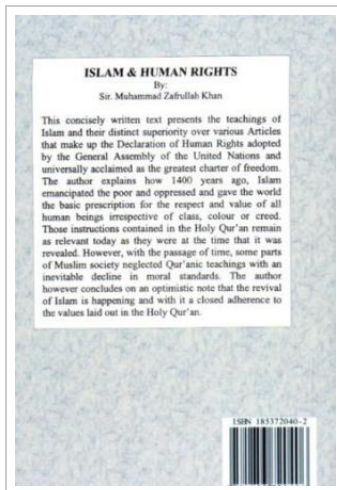 ISLAM & HUMAN RIGHTS
By:
Sir. Muhammad Zafrullah Khan
This concisely written text presents the teachings of
Islam and their distinct superiority over various Articles
that make up the Declaration of Human Rights adopted
by the General Assembly of the United Nations and
universally acclaimed as the greatest charter of freedom.
The author explains how 1400 years ago, Islam
emancipated the poor and oppressed and gave the world
the basic prescription for the respect and value of all
human beings irrespective of class, colour or creed.
Those instructions contained in the Holy Qur'an remain
as relevant today as they were at the time that it was
revealed. However, with the passage of time, some parts
of Muslim society neglected Qur'anic teachings with an
inevitable decline in moral standards. The author
however concludes on an optimistic note that the revival
of Islam is happening and with it a closed adherence to
the values laid out in the Holy Qur'an.
ISBN 185372040-2